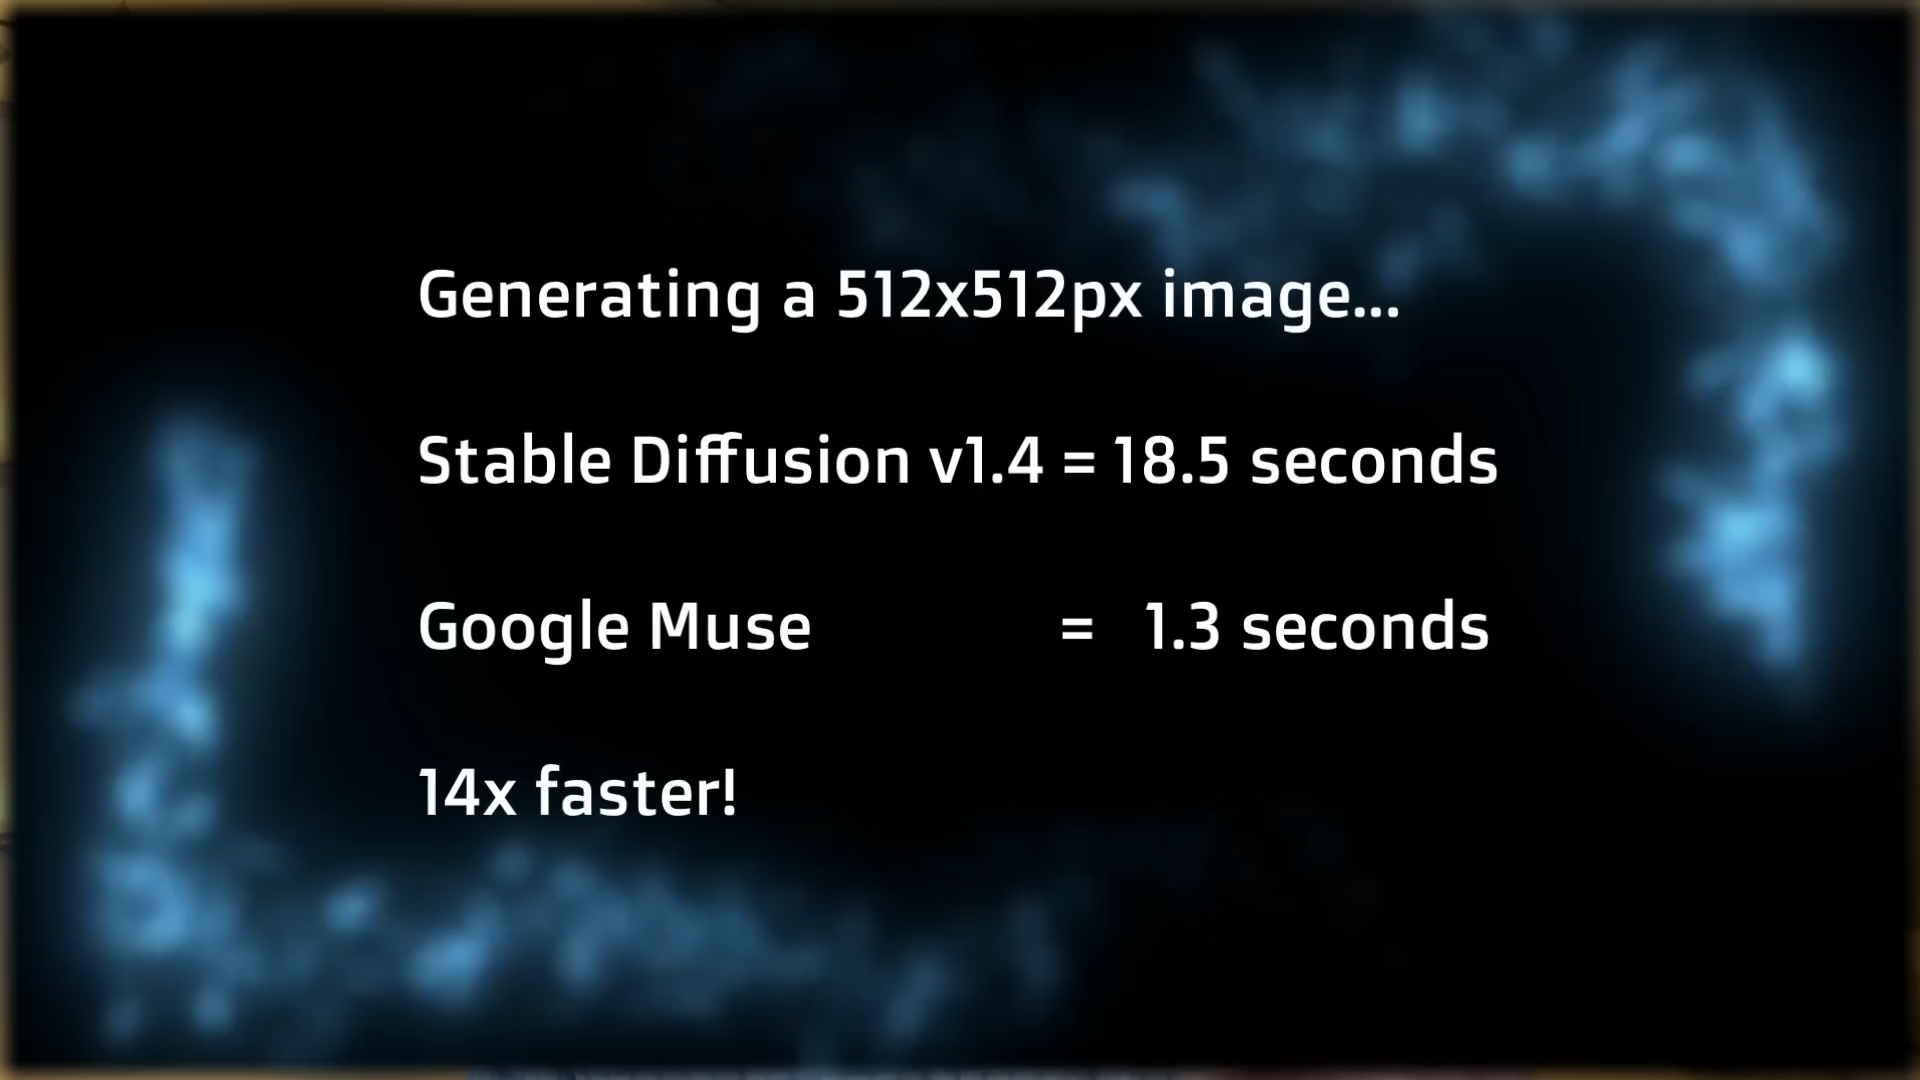 Generating a 512x512px image...
Stable Diffusion v1.4 = 18.5 seconds
Google Muse = 1.3 seconds
14x faster!